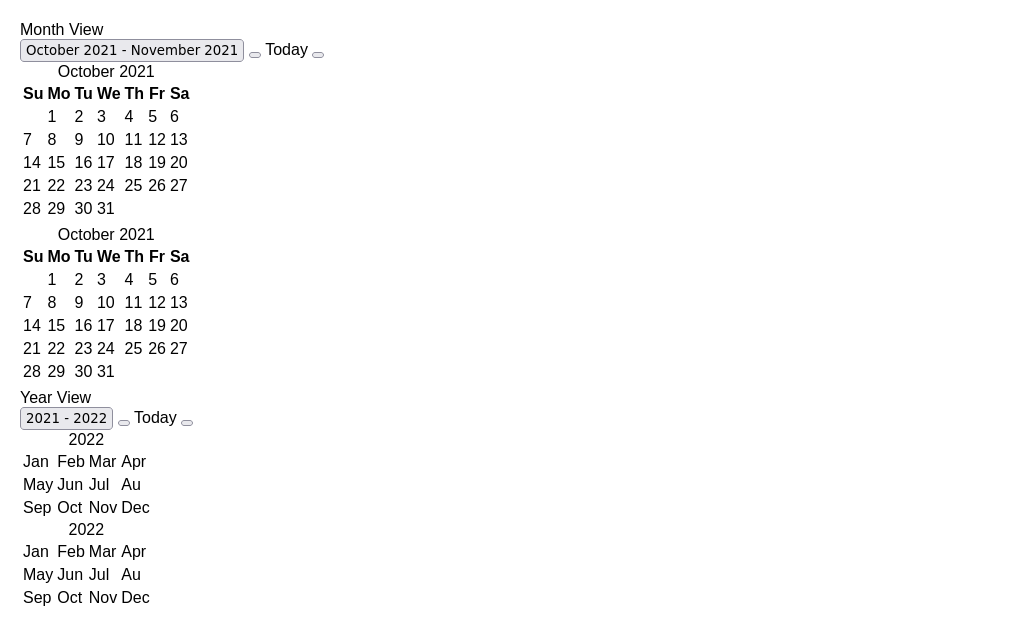 Month View
October 2021 - November 2021 Today
October 2021
Su Mo Tu We Th Fr Sa
1 2 3 4 5 6
7 8 9 10 11 12 13
14 15 16 17 18 19 20
21 22 23 24 25 26 27
28 29 30 31
October 2021
Su Mo Tu We Th Fr Sa
1 2 3 4 5 6
7 8 9 10 11 12 13
14 15 16 17 18 19 20
21 22 23 24 25 26 27
28 29 30 31
Year View
2021 - 2022 Today
2022
Jan Feb Mar Apr
May Jun Jul Au
Sep Oct Nov Dec
2022
Jan Feb Mar Apr
May Jun Jul Au
Sep Oct Nov Dec